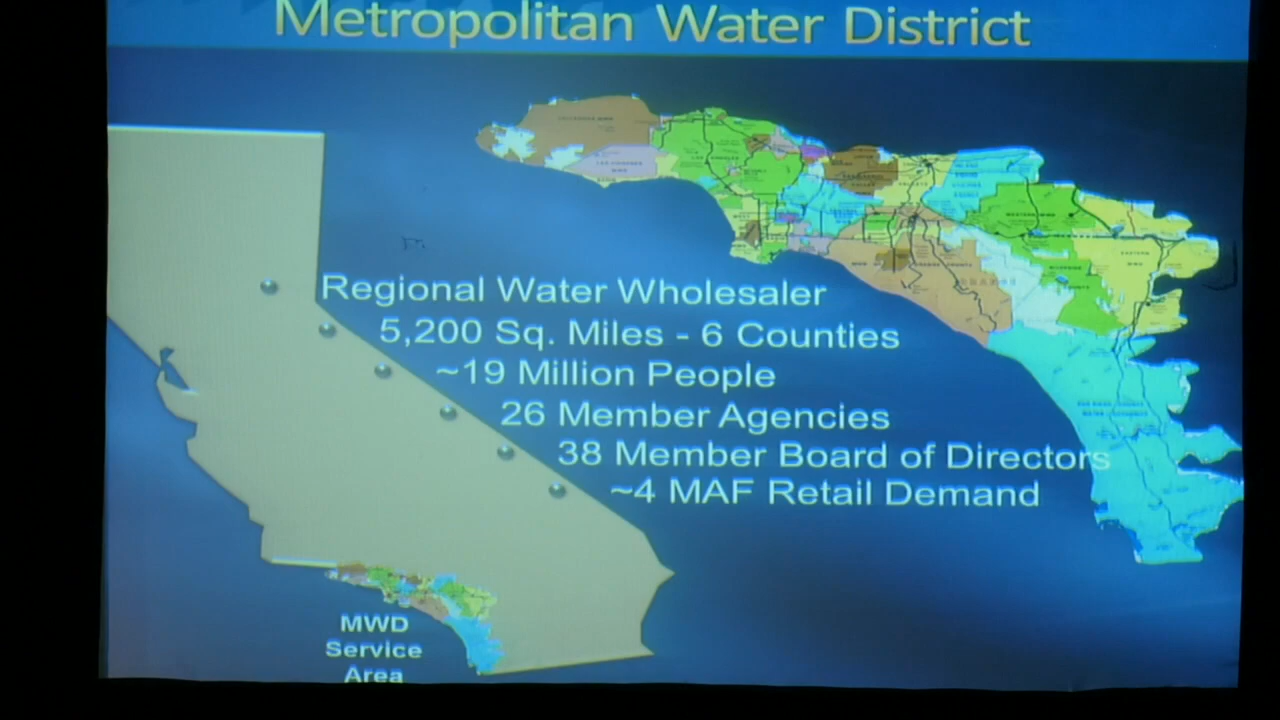 Metropolitan Water District
Regional Water Wholesaler
5,200 Sq. Miles - 6 Counties
~19 Million People
26 Member Agencies
38 Member Board of Directors
~4 MAF Retail Demand
MWD
Service
Area